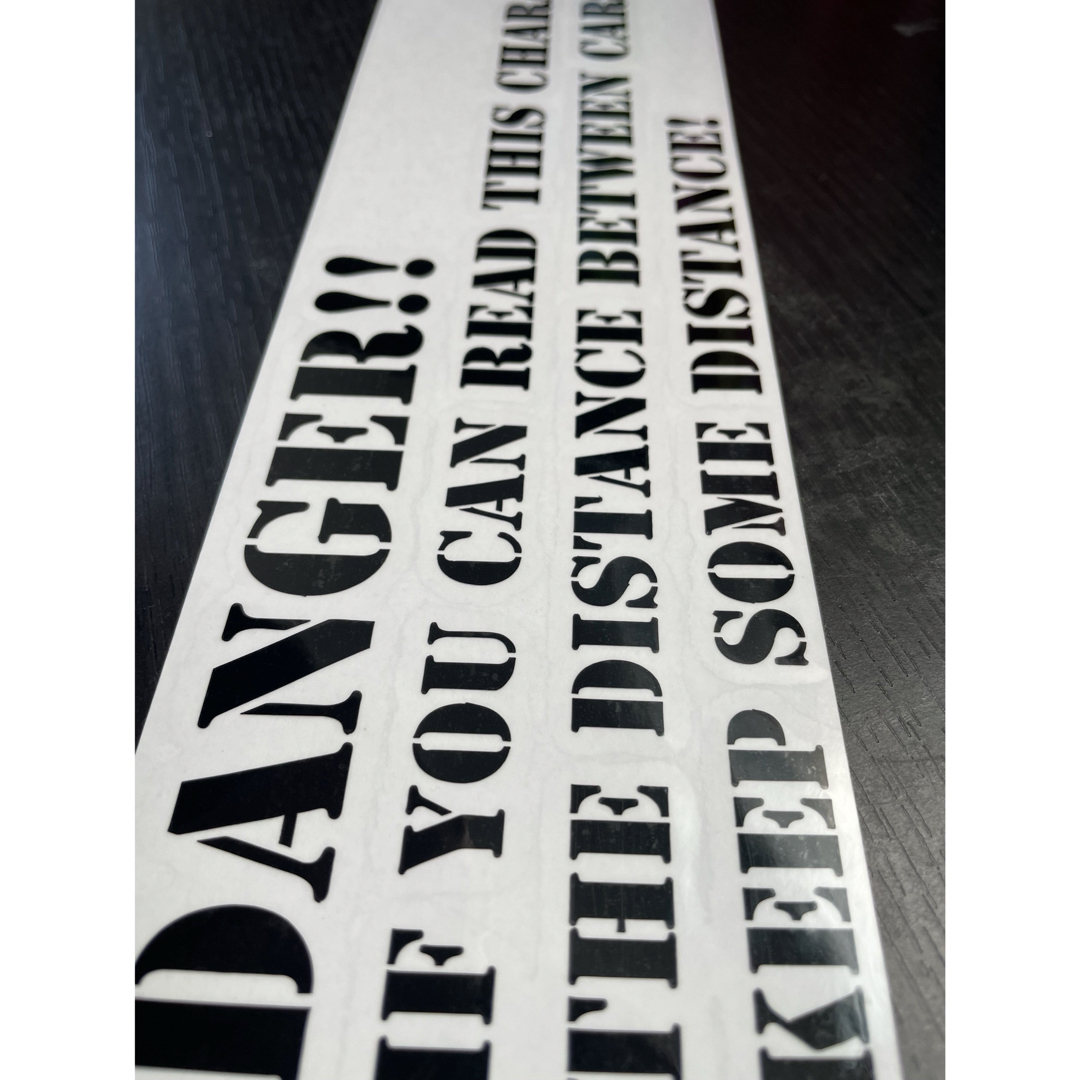 DANGER!!
IF YOU CAN READ THIS CHAR
THE DISTANCE BETWEEN CAR
KEEP SOME DISTANCE!